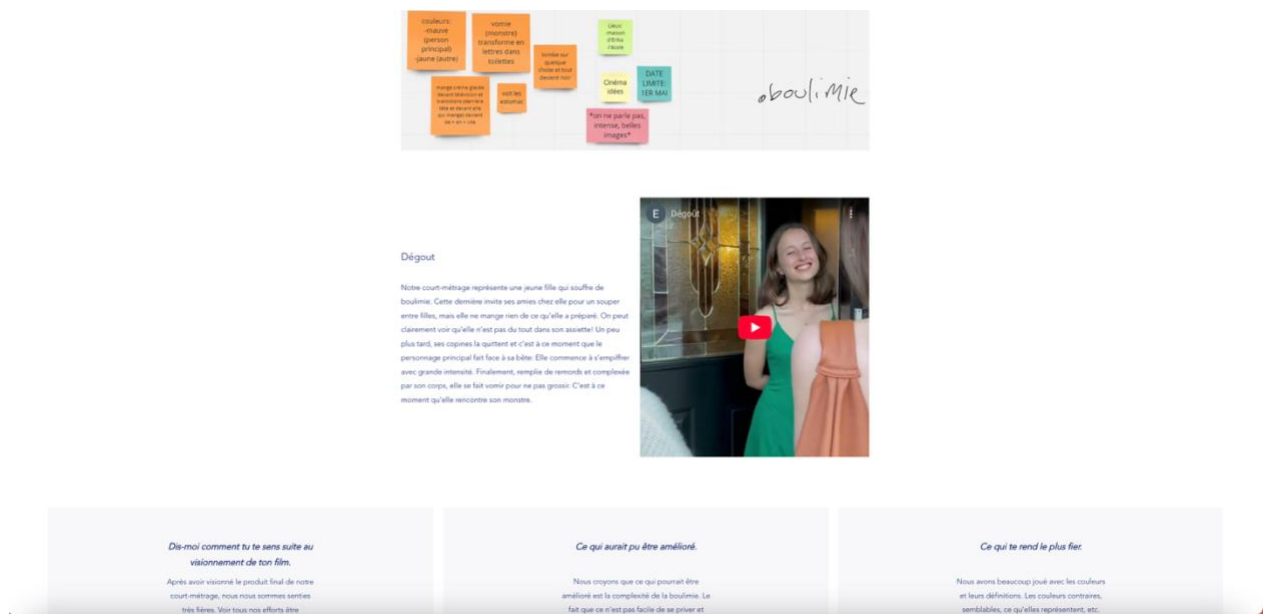 couleurs:
-mauve
(person
principal)
-jaune (autre)
vomie
(monstre)
transforme en
lettres dans
toilettes
tombe sur
quelque
chose et tout
devient noir
mange crème glacée
devant télévision et
voit les
estomac
Lieux:
maison
d'Erika
l'école
Cinéma
idées
DATE
LIMITE:
1ER MAI
*on ne parle pas,
intense, belles
images*
boulimie
Dégout
Notre court-métrage représente une jeune fille qui souffre de
boulimie. Cette dernière invite ses amies chez elle pour un souper
entre filles, mais elle ne mange rien de ce qu'elle a préparé. On peut
clairement voir qu'elle n'est pas du tout dans son assiette! Un peu
plus tard, ses copines la quittent et c'est à ce moment que le
personnage principal fait face à sa bête: Elle commence à s'empiffrer
avec grande intensité. Finalement, remplie de remords et complexée
par son corps, elle se fait vomir pour ne pas grossir. C'est à ce
moment qu'elle rencontre son monstre.
E Dégoût
Dis-moi comment tu te sens suite au
visionnement de ton film.
Après avoir visionné le produit final de notre
court-métrage, nous nous sommes senties
très fières. Voir tous nos efforts être
Ce qui aurait pu être amélioré.
Nous croyons que ce qui pourrait être
amélioré est la complexité de la boulimie. Le
fait que ce n'est pas facile de se priver et
Ce qui te rend le plus fier.
Nous avons beaucoup joué avec les couleurs
et leurs définitions. Les couleurs contraires,
semblables, ce qu'elles représentent, etc.